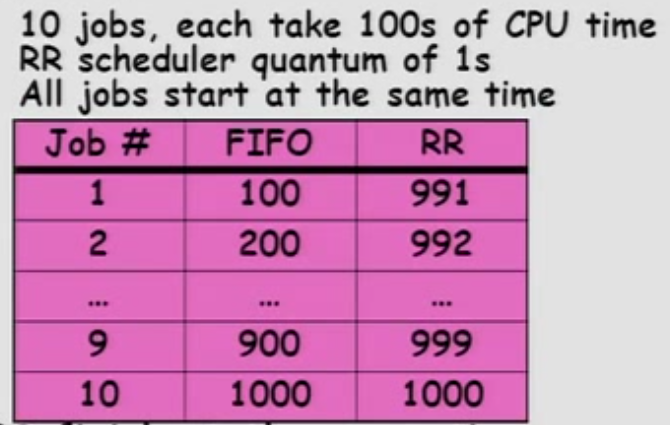 10 jobs, each take 100s of CPU time
RR scheduler quantum of 1s
All jobs start at the same time
Job # FIFO RR
1 100 991
2 200 992
... ... ...
9 900 999
10 1000 1000